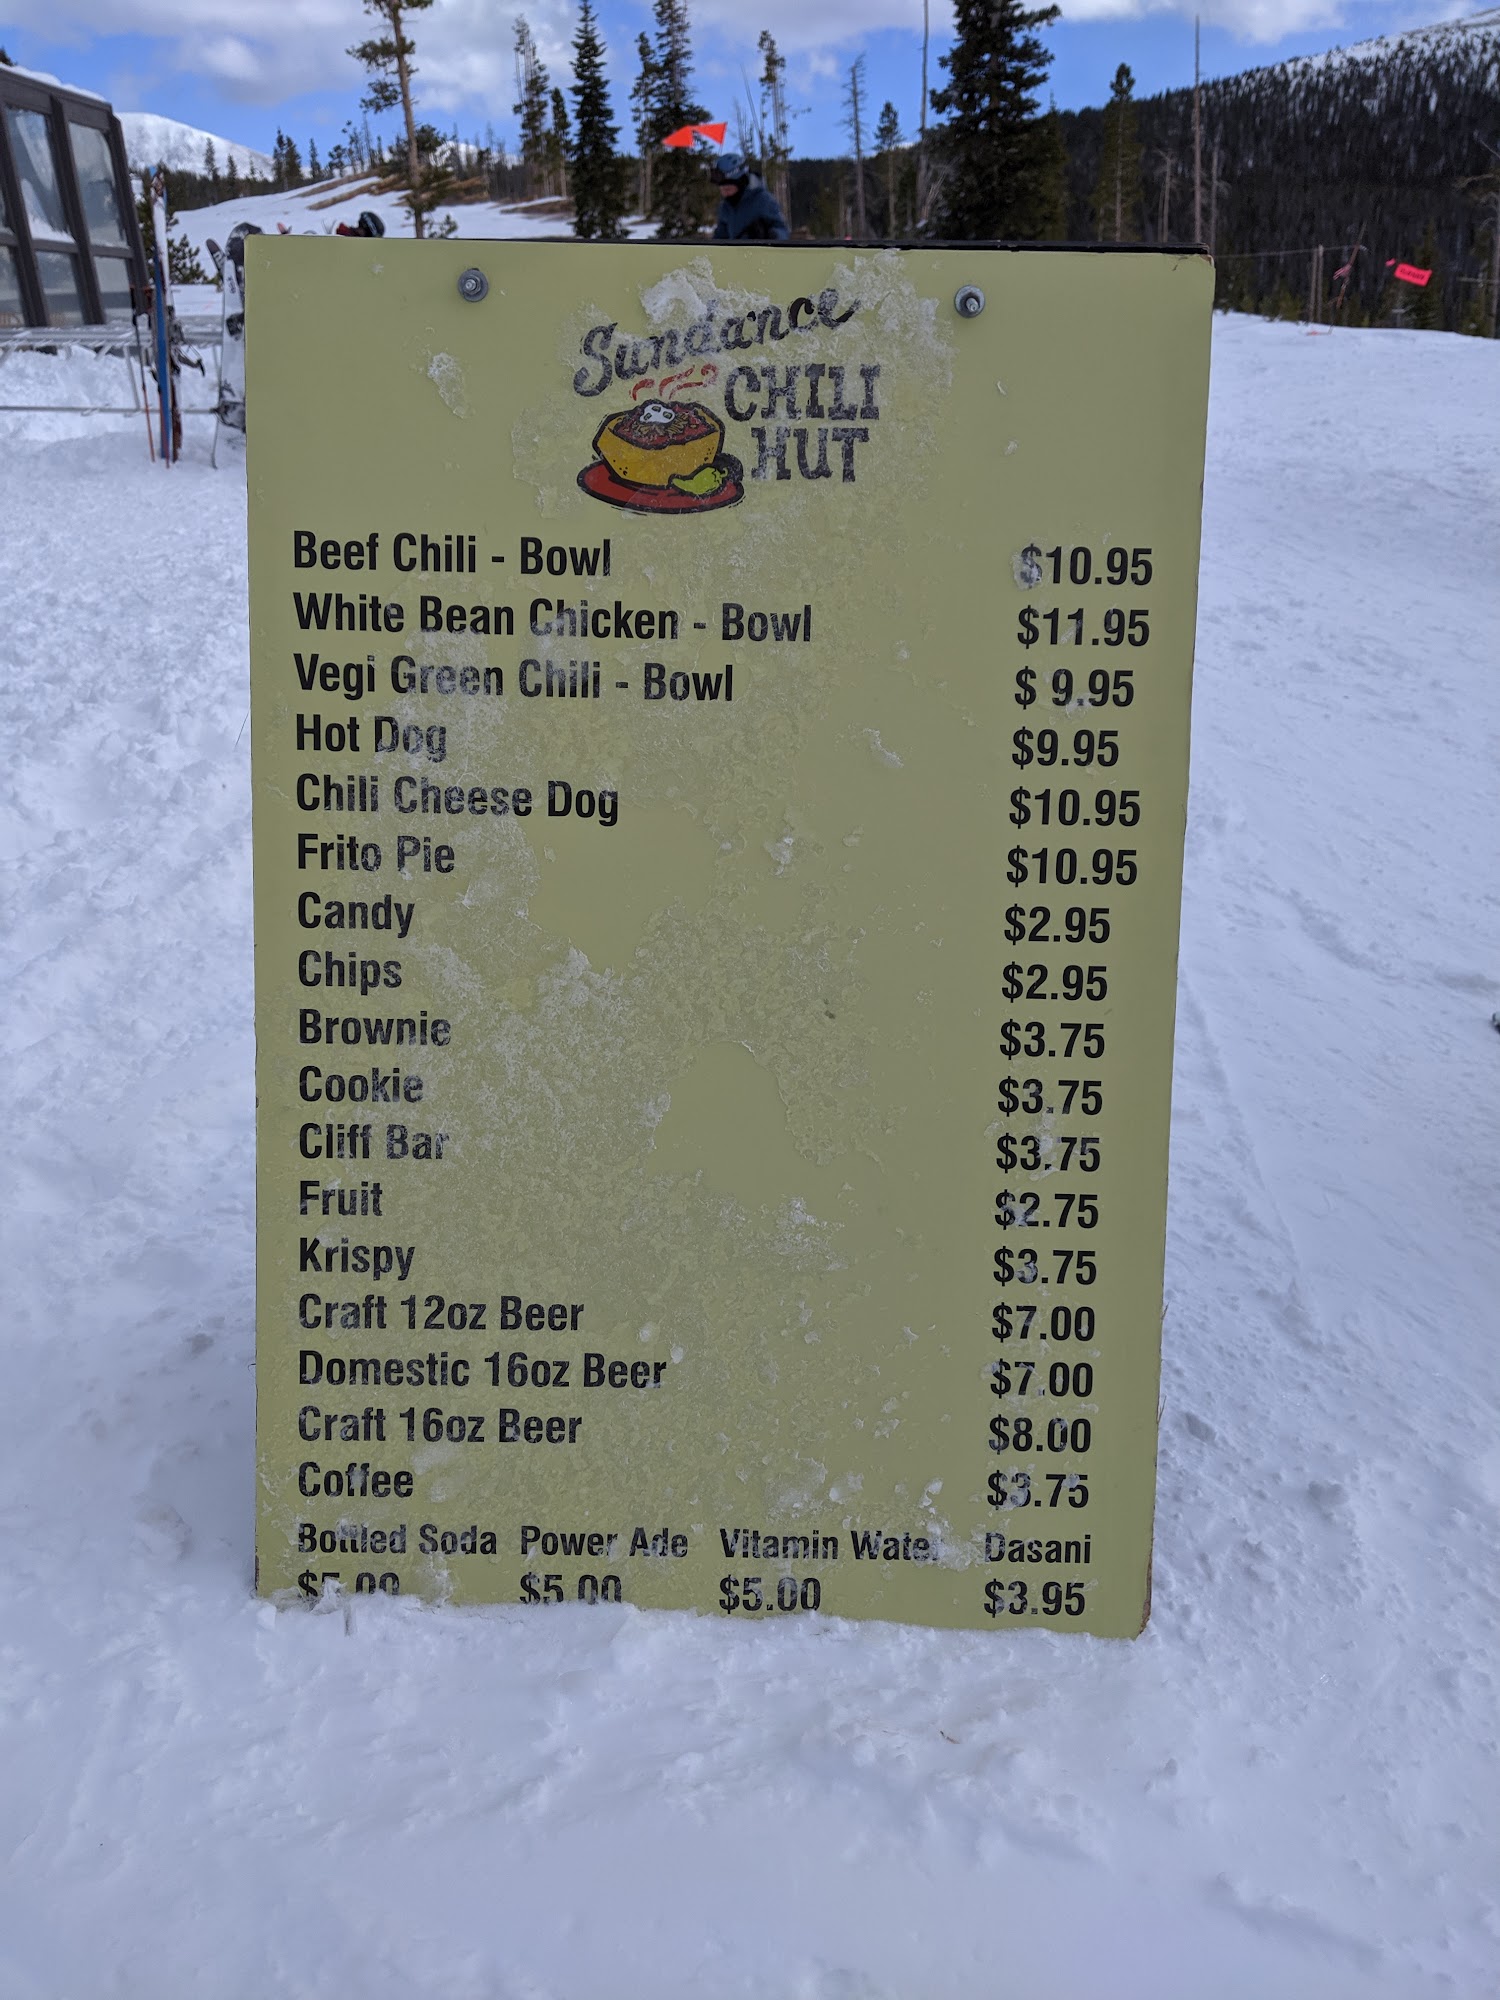 Sundance
CHILI
HUT
Beef Chili - Bowl $10.95
White Bean Chicken - Bowl $11.95
Vegi Green Chili - Bowl $ 9.95
Hot Dog $9.95
Chili Cheese Dog $10.95
Frito Pie $10.95
Candy $2.95
Chips $2.95
Brownie $3.75
Cookie $3.75
Cliff Bar $3.75
Fruit $2.75
Krispy $3.75
Craft 12oz Beer $7.00
Domestic 16oz Beer $7.00
Craft 16oz Beer $8.00
Coffee $3.75
Bottled Soda Power Ade Vitamin Water Dasani
$5.00 $5.00 $5.00 $3.95
CLOSED